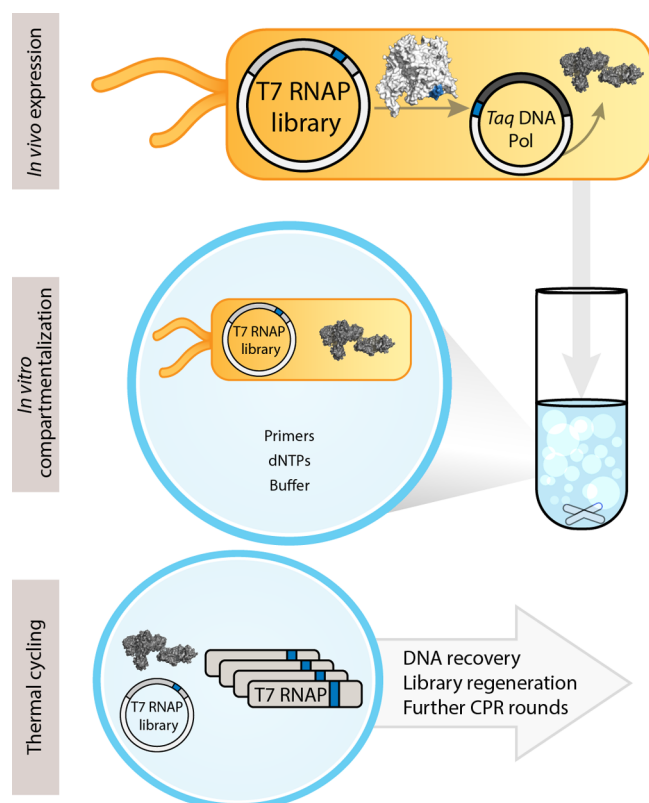 In vivo expression
T7 RNAP
library
Taq DNA
Pol
In vitro
compartmentalization
T7 RNAP
library
Primers
dNTPs
Buffer
Thermal cycling
T7 RNAP
library
T7 RNAP
DNA recovery
Library regeneration
Further CPR rounds